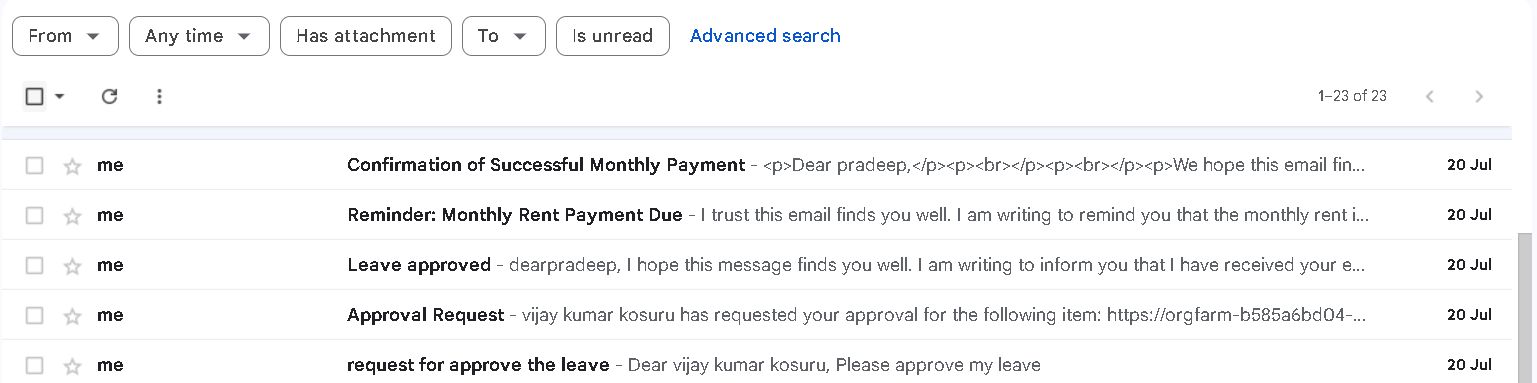 From Any time Has attachment To Is unread Advanced search
1–23 of 23
me Confirmation of Successful Monthly Payment - <p>Dear pradeep,</p><p><br></p><p><br></p><p>We hope this email fin... 20 Jul
me Reminder: Monthly Rent Payment Due - I trust this email finds you well. I am writing to remind you that the monthly rent i... 20 Jul
me Leave approved - dearpradeep, I hope this message finds you well. I am writing to inform you that I have received your e... 20 Jul
me Approval Request - vijay kumar kosuru has requested your approval for the following item: https://orgfarm-b585a6bd04-... 20 Jul
me request for approve the leave - Dear vijay kumar kosuru, Please approve my leave 20 Jul